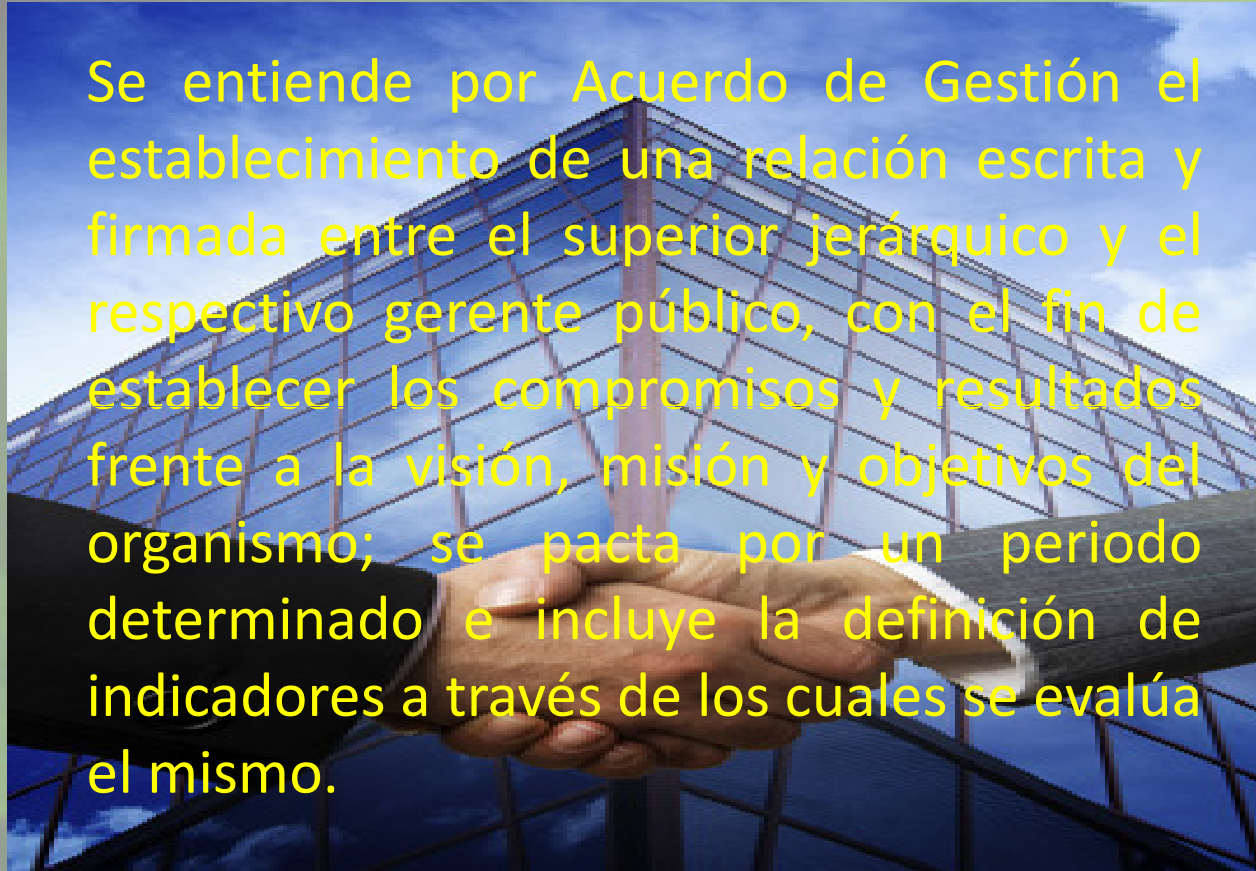 Se entiende por Acuerdo de Gestión el
establecimiento de una relación escrita y
firmada entre el superior jerárquico y el
respectivo gerente público, con el fin de
establecer los compromisos y resultados
frente a la visión, misión y objetivos del
organismo; se pacta por un periodo
determinado e incluye la definición de
indicadores a través de los cuales se evalúa
el mismo.